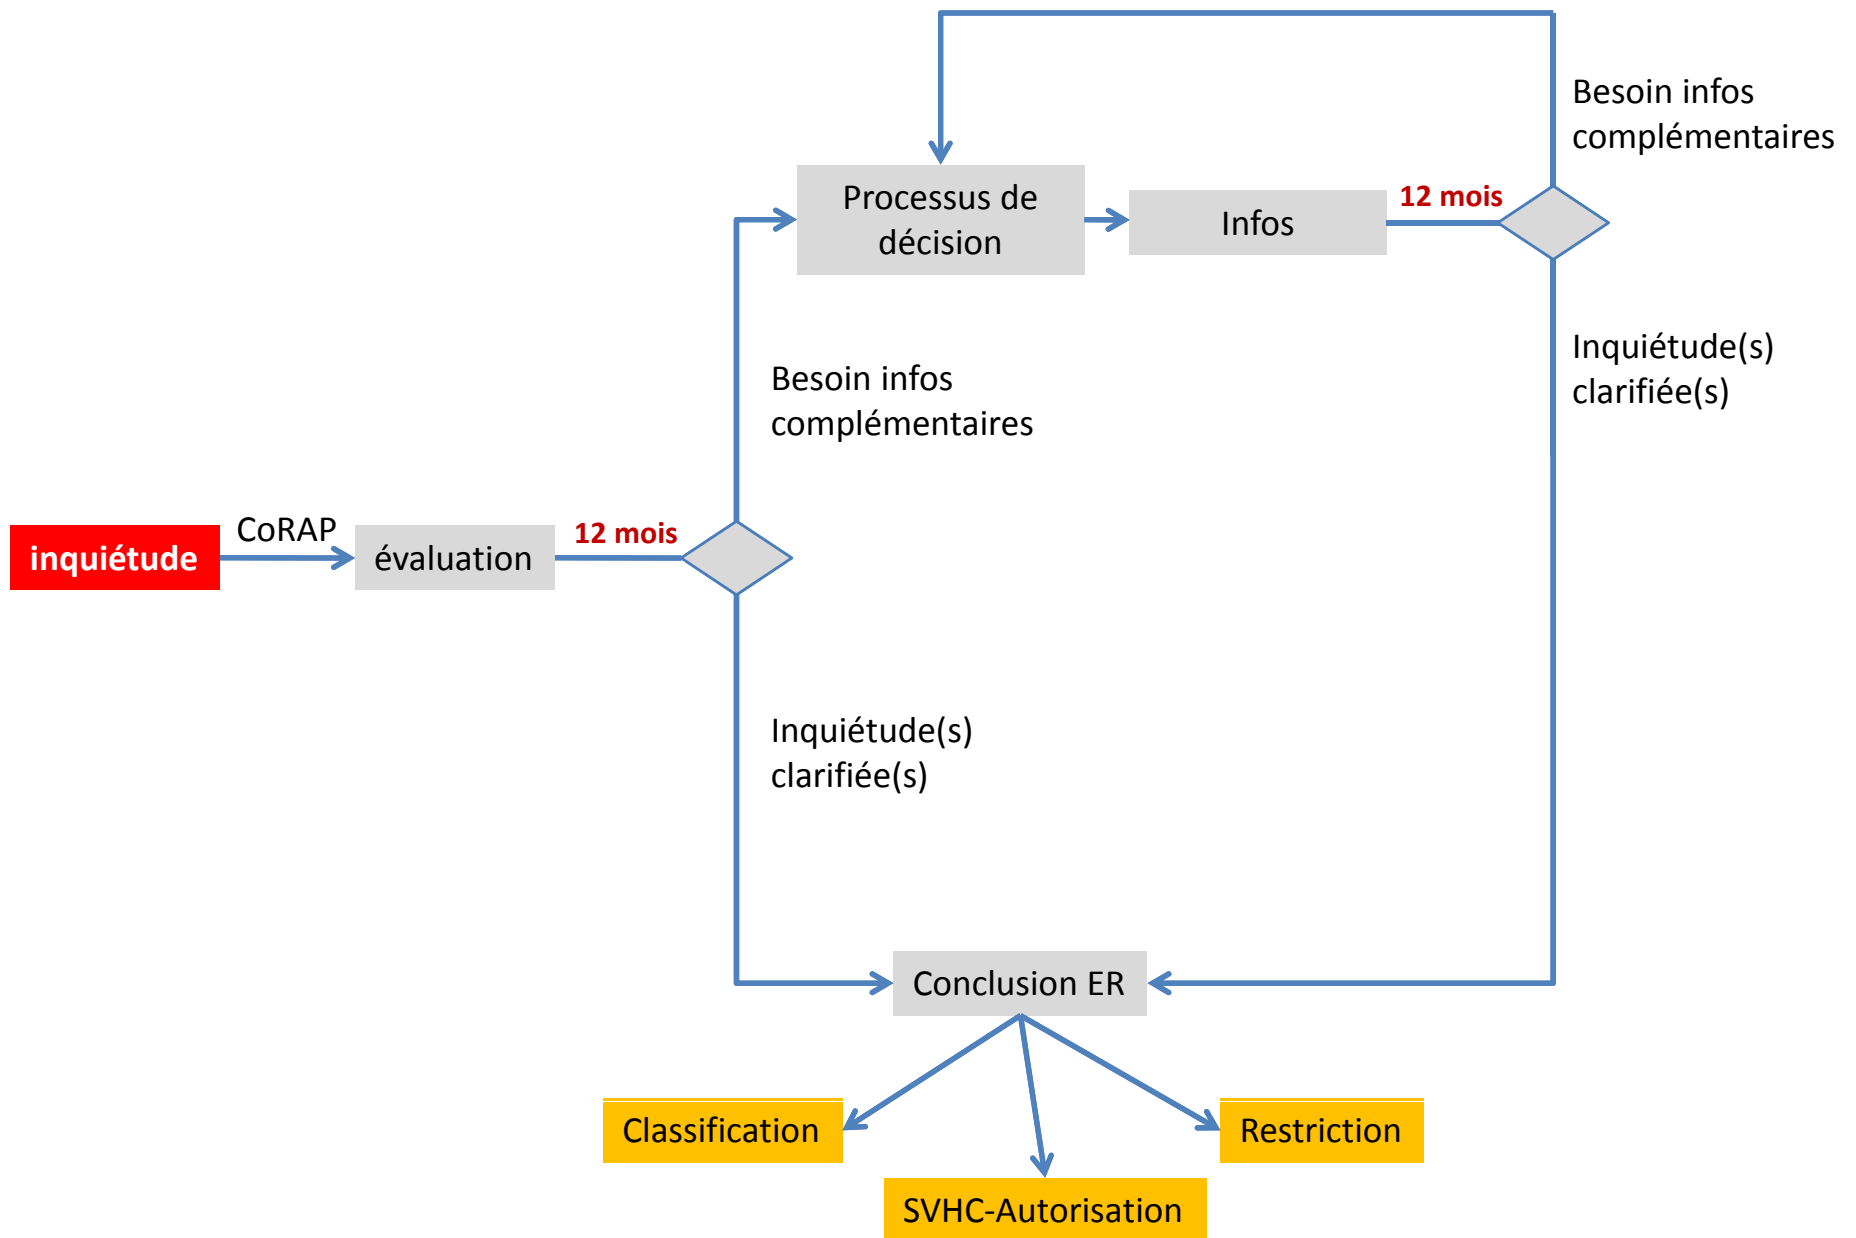 Besoin infos
complémentaires
Processus de
décision
Infos
12 mois
Inquiétude(s)
clarifiée(s)
Besoin infos
complémentaires
inquiétude
CoRAP
évaluation
12 mois
Inquiétude(s)
clarifiée(s)
Conclusion ER
Classification
SVHC-Autorisation
Restriction